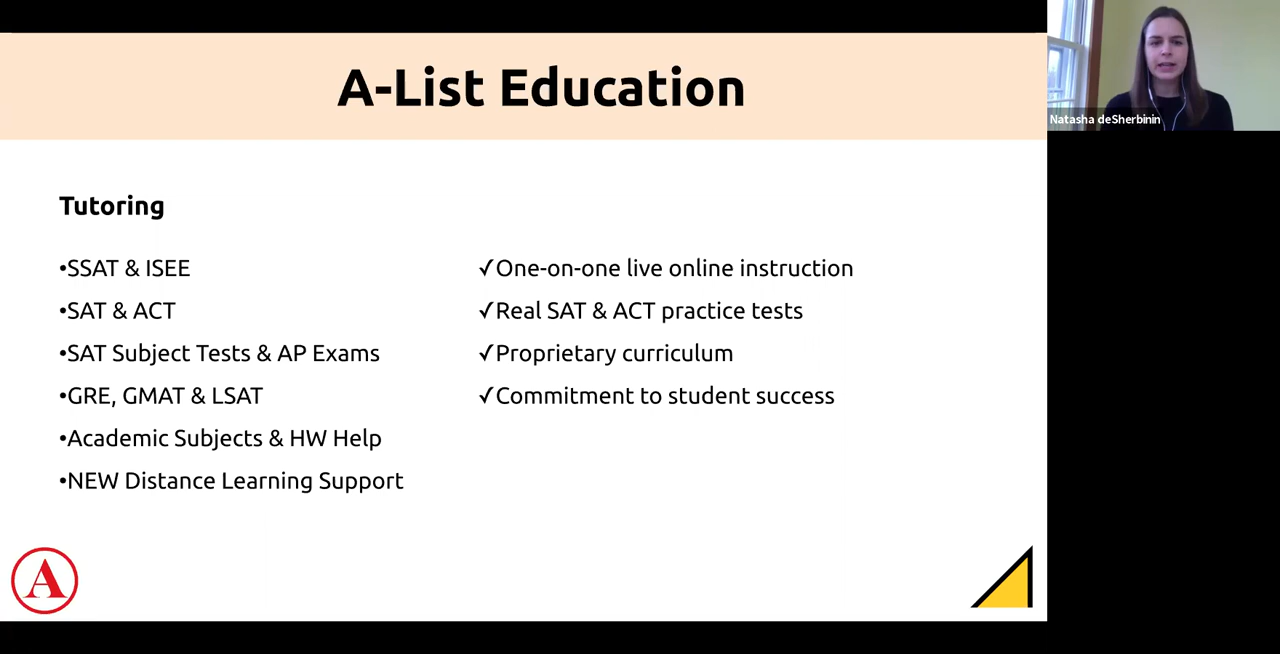 A-List Education
Natasha deSherbinin
Tutoring
•SSAT & ISEE
•SAT & ACT
•SAT Subject Tests & AP Exams
•GRE, GMAT & LSAT
•Academic Subjects & HW Help
•NEW Distance Learning Support
✓One-on-one live online instruction
✓Real SAT & ACT practice tests
✓Proprietary curriculum
✓Commitment to student success
A